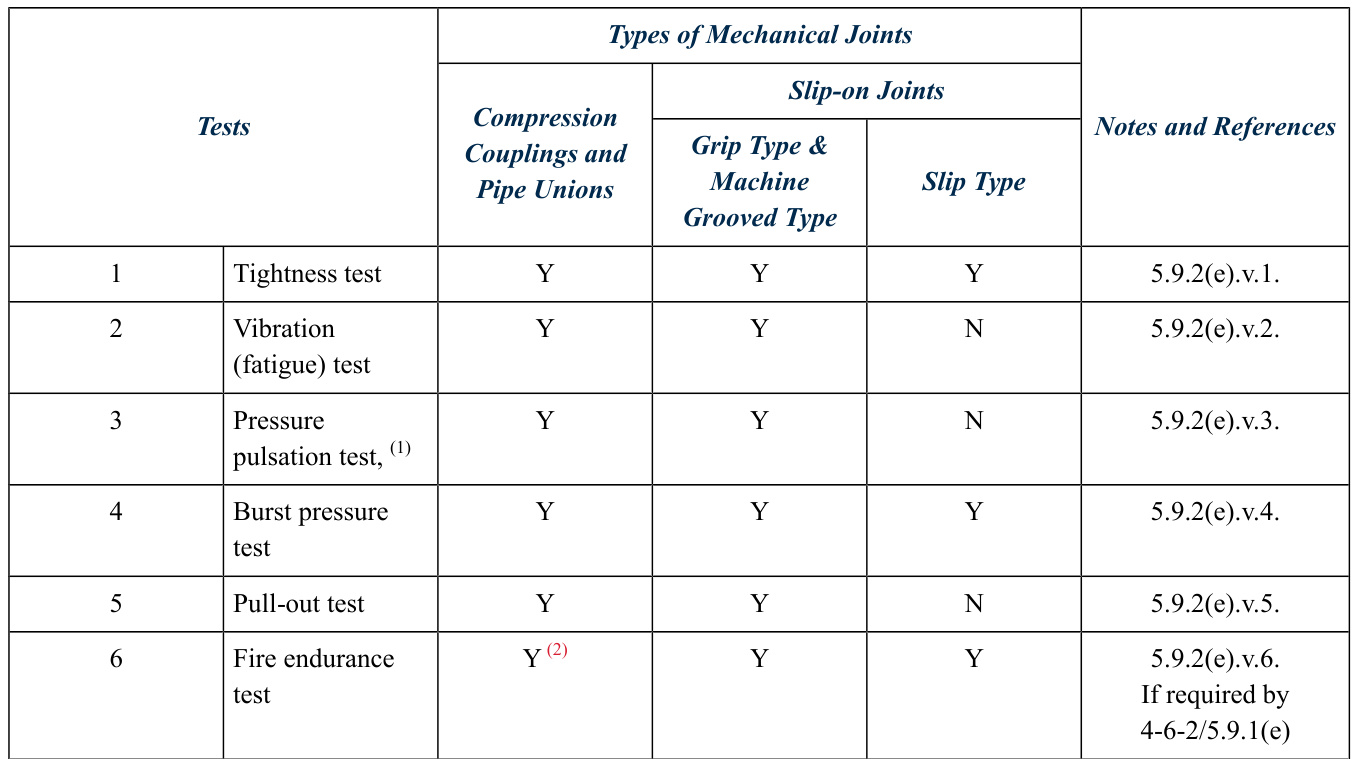 Types of Mechanical Joints
Tests
Compression
Couplings and
Pipe Unions
Slip-on Joints
Notes and References
Grip Type &
Machine
Grooved Type
Slip Type
1 Tightness test Y Y Y 5.9.2(e).v.1.
2 Vibration Y Y N 5.9.2(e).v.2.
(fatigue) test
3 Pressure Y Y N 5.9.2(e).v.3.
pulsation test, (1)
4 Burst pressure Y Y Y 5.9.2(e).v.4.
test
5 Pull-out test Y Y N 5.9.2(e).v.5.
6 Fire endurance Y (2) Y Y 5.9.2(e).v.6.
test If required by
4-6-2/5.9.1(e)